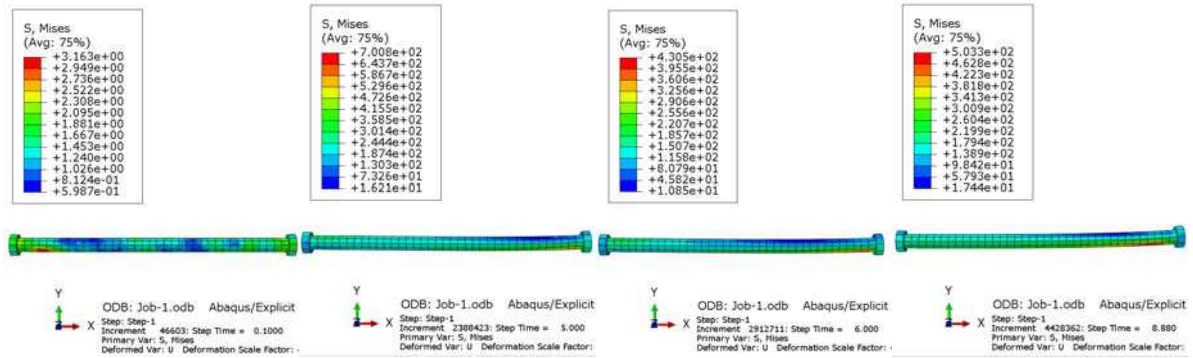 S, Mises
(Avg: 75%)
+3.163e+00
+2.949e+00
+2.736e+00
+2.522e+00
+2.308e+00
+2.095e+00
+1.881e+00
+1.667e+00
+1.453e+00
+1.240e+00
+1.026e+00
+8.124e-01
+5.987e-01
Y
X
ODB: Job-1.odb Abaqus/Explicit
Step: Step-1
Increment 46603: Step Time = 0.1000
Primary Var: S, Mises
Deformed Var: U Deformation Scale Factor:
S, Mises
(Avg: 75%)
+7.008e+02
+6.437e+02
+5.867e+02
+5.296e+02
+4.726e+02
+4.155e+02
+3.585e+02
+3.014e+02
+2.444e+02
+1.874e+02
+1.303e+02
+7.326e+01
+1.621e+01
Y
X
ODB: Job-1.odb Abaqus/Explicit
Step: Step-1
Increment 2388423: Step Time = 5.000
Primary Var: S, Mises
Deformed Var: U Deformation Scale Factor:
S, Mises
(Avg: 75%)
+4.305e+02
+3.955e+02
+3.606e+02
+3.256e+02
+2.906e+02
+2.556e+02
+2.207e+02
+1.857e+02
+1.507e+02
+1.158e+02
+8.079e+01
+4.582e+01
+1.085e+01
Y
X
ODB: Job-1.odb Abaqus/Explicit
Step: Step-1
Increment 2912711: Step Time = 6.000
Primary Var: S, Mises
Deformed Var: U Deformation Scale Factor:
S, Mises
(Avg: 75%)
+5.033e+02
+4.628e+02
+4.223e+02
+3.818e+02
+3.413e+02
+3.009e+02
+2.604e+02
+2.199e+02
+1.794e+02
+1.389e+02
+9.842e+01
+5.793e+01
+1.744e+01
Y
X
ODB: Job-1.odb Abaqus/Explicit
Step: Step-1
Increment 4428362: Step Time = 8.880
Primary Var: S, Mises
Deformed Var: U Deformation Scale Factor: